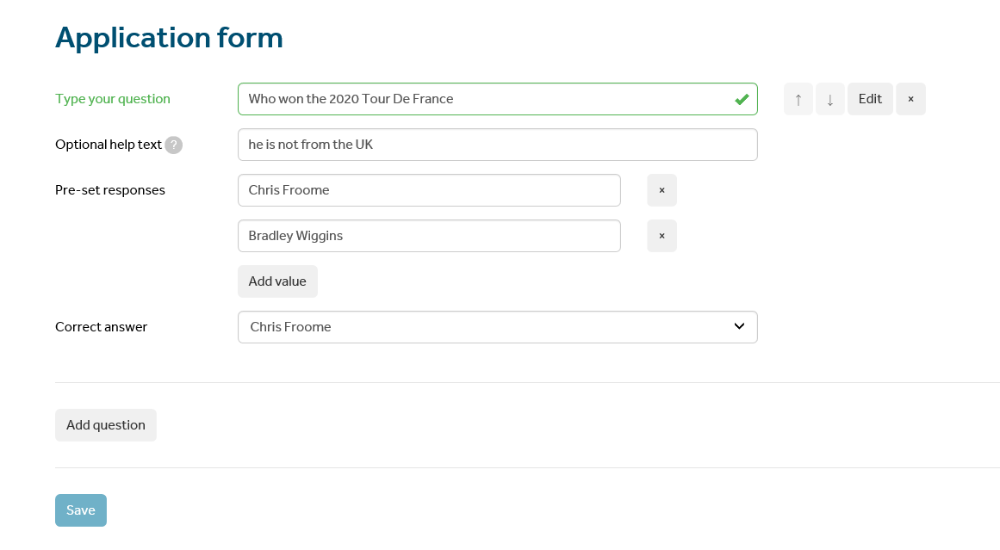 Application form
Type your question Who won the 2020 Tour De France ↑ ↓ Edit ×
Optional help text ? he is not from the UK
Pre-set responses Chris Froome ×
Bradley Wiggins ×
Add value
Correct answer Chris Froome
Add question
Save